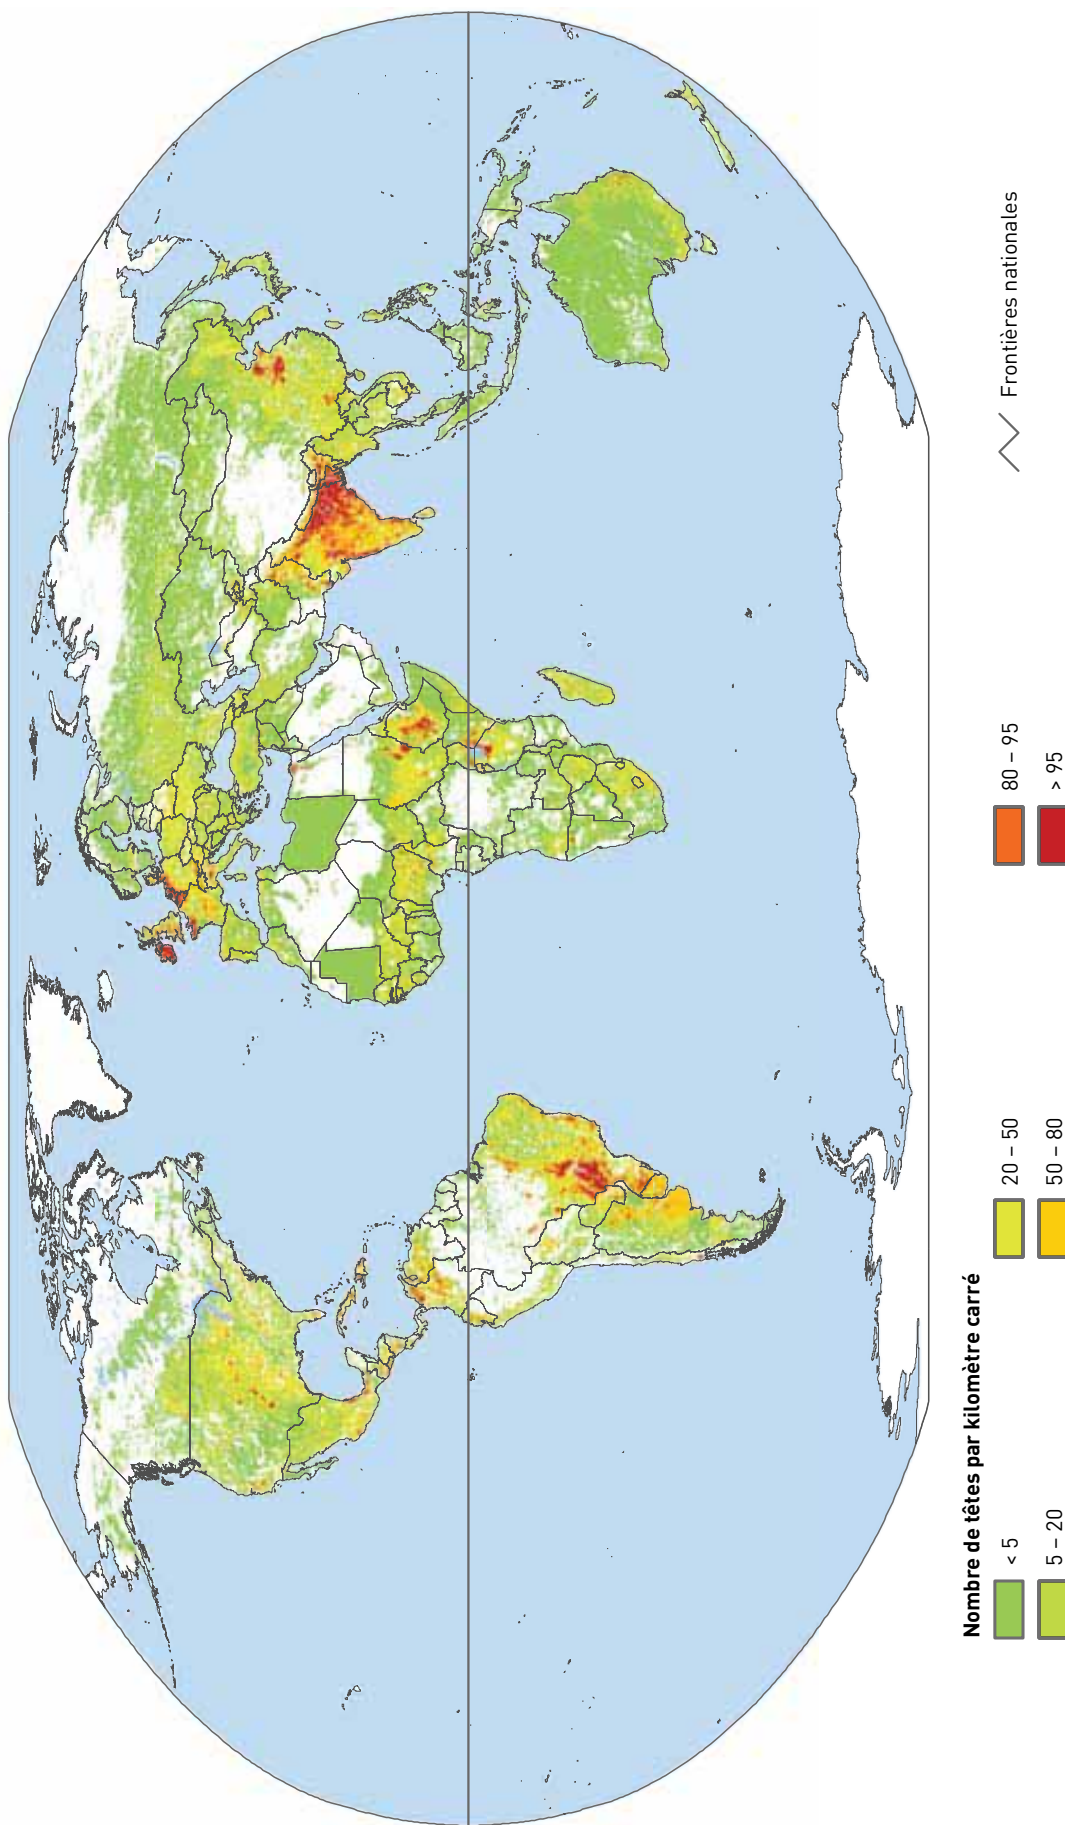 Nombre de têtes par kilomètre carré
< 5
20 – 50
80 – 95
Frontières nationales
5 – 20
50 – 80
> 95